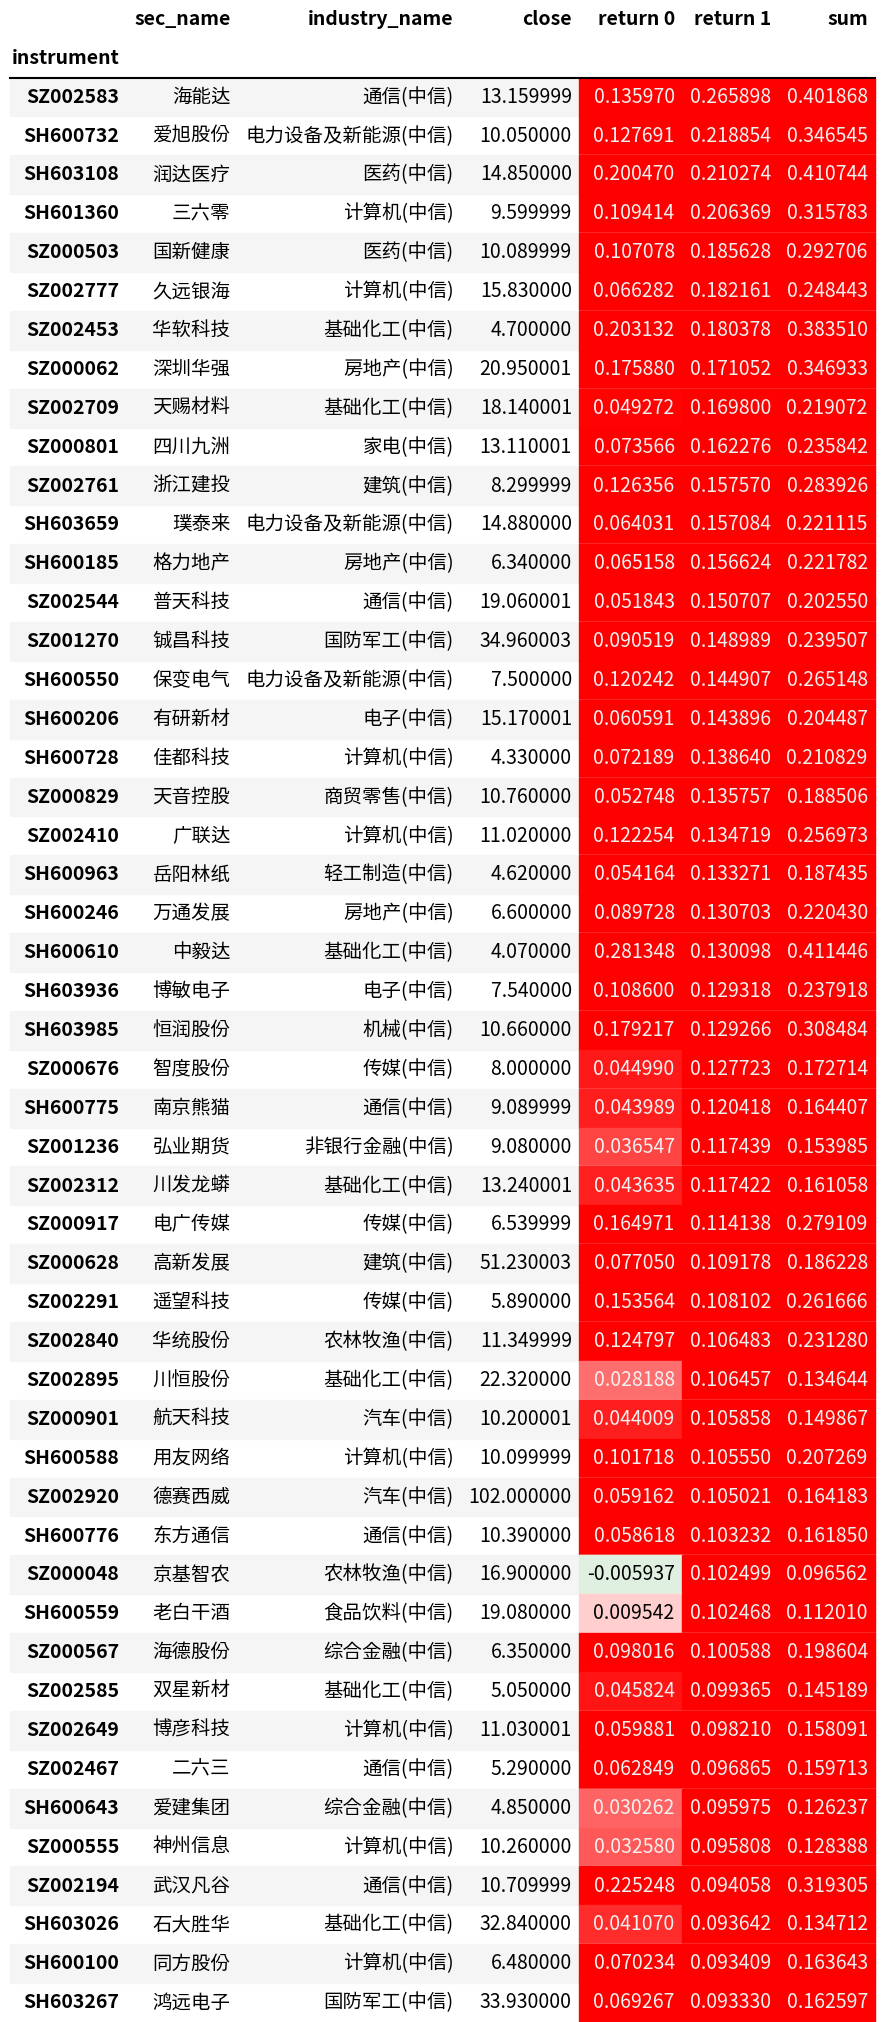 sec_name industry_name close return 0 return 1 sum
instrument
SZ002583 海能达 通信(中信) 13.159999 0.135970 0.265898 0.401868
SH600732 爱旭股份 电力设备及新能源(中信) 10.050000 0.127691 0.218854 0.346545
SH603108 润达医疗 医药(中信) 14.850000 0.200470 0.210274 0.410744
SH601360 三六零 计算机(中信) 9.599999 0.109414 0.206369 0.315783
SZ000503 国新健康 医药(中信) 10.089999 0.107078 0.185628 0.292706
SZ002777 久远银海 计算机(中信) 15.830000 0.066282 0.182161 0.248443
SZ002453 华软科技 基础化工(中信) 4.700000 0.203132 0.180378 0.383510
SZ000062 深圳华强 房地产(中信) 20.950001 0.175880 0.171052 0.346933
SZ002709 天赐材料 基础化工(中信) 18.140001 0.049272 0.169800 0.219072
SZ000801 四川九洲 家电(中信) 13.110001 0.073566 0.162276 0.235842
SZ002761 浙江建投 建筑(中信) 8.299999 0.126356 0.157570 0.283926
SH603659 璞泰来 电力设备及新能源(中信) 14.880000 0.064031 0.157084 0.221115
SH600185 格力地产 房地产(中信) 6.340000 0.065158 0.156624 0.221782
SZ002544 普天科技 通信(中信) 19.060001 0.051843 0.150707 0.202550
SZ001270 铖昌科技 国防军工(中信) 34.960003 0.090519 0.148989 0.239507
SH600550 保变电气 电力设备及新能源(中信) 7.500000 0.120242 0.144907 0.265148
SH600206 有研新材 电子(中信) 15.170001 0.060591 0.143896 0.204487
SH600728 佳都科技 计算机(中信) 4.330000 0.072189 0.138640 0.210829
SZ000829 天音控股 商贸零售(中信) 10.760000 0.052748 0.135757 0.188506
SZ002410 广联达 计算机(中信) 11.020000 0.122254 0.134719 0.256973
SH600963 岳阳林纸 轻工制造(中信) 4.620000 0.054164 0.133271 0.187435
SH600246 万通发展 房地产(中信) 6.600000 0.089728 0.130703 0.220430
SH600610 中毅达 基础化工(中信) 4.070000 0.281348 0.130098 0.411446
SH603936 博敏电子 电子(中信) 7.540000 0.108600 0.129318 0.237918
SH603985 恒润股份 机械(中信) 10.660000 0.179217 0.129266 0.308484
SZ000676 智度股份 传媒(中信) 8.000000 0.044990 0.127723 0.172714
SH600775 南京熊猫 通信(中信) 9.089999 0.043989 0.120418 0.164407
SZ001236 弘业期货 非银行金融(中信) 9.080000 0.036547 0.117439 0.153985
SZ002312 川发龙蟒 基础化工(中信) 13.240001 0.043635 0.117422 0.161058
SZ000917 电广传媒 传媒(中信) 6.539999 0.164971 0.114138 0.279109
SZ000628 高新发展 建筑(中信) 51.230003 0.077050 0.109178 0.186228
SZ002291 遥望科技 传媒(中信) 5.890000 0.153564 0.108102 0.261666
SZ002840 华统股份 农林牧渔(中信) 11.349999 0.124797 0.106483 0.231280
SZ002895 川恒股份 基础化工(中信) 22.320000 0.028188 0.106457 0.134644
SZ000901 航天科技 汽车(中信) 10.200001 0.044009 0.105858 0.149867
SH600588 用友网络 计算机(中信) 10.099999 0.101718 0.105550 0.207269
SZ002920 德赛西威 汽车(中信) 102.000000 0.059162 0.105021 0.164183
SH600776 东方通信 通信(中信) 10.390000 0.058618 0.103232 0.161850
SZ000048 京基智农 农林牧渔(中信) 16.900000 -0.005937 0.102499 0.096562
SH600559 老白干酒 食品饮料(中信) 19.080000 0.009542 0.102468 0.112010
SZ000567 海德股份 综合金融(中信) 6.350000 0.098016 0.100588 0.198604
SZ002585 双星新材 基础化工(中信) 5.050000 0.045824 0.099365 0.145189
SZ002649 博彦科技 计算机(中信) 11.030001 0.059881 0.098210 0.158091
SZ002467 二六三 通信(中信) 5.290000 0.062849 0.096865 0.159713
SH600643 爱建集团 综合金融(中信) 4.850000 0.030262 0.095975 0.126237
SZ000555 神州信息 计算机(中信) 10.260000 0.032580 0.095808 0.128388
SZ002194 武汉凡谷 通信(中信) 10.709999 0.225248 0.094058 0.319305
SH603026 石大胜华 基础化工(中信) 32.840000 0.041070 0.093642 0.134712
SH600100 同方股份 计算机(中信) 6.480000 0.070234 0.093409 0.163643
SH603267 鸿远电子 国防军工(中信) 33.930000 0.069267 0.093330 0.162597